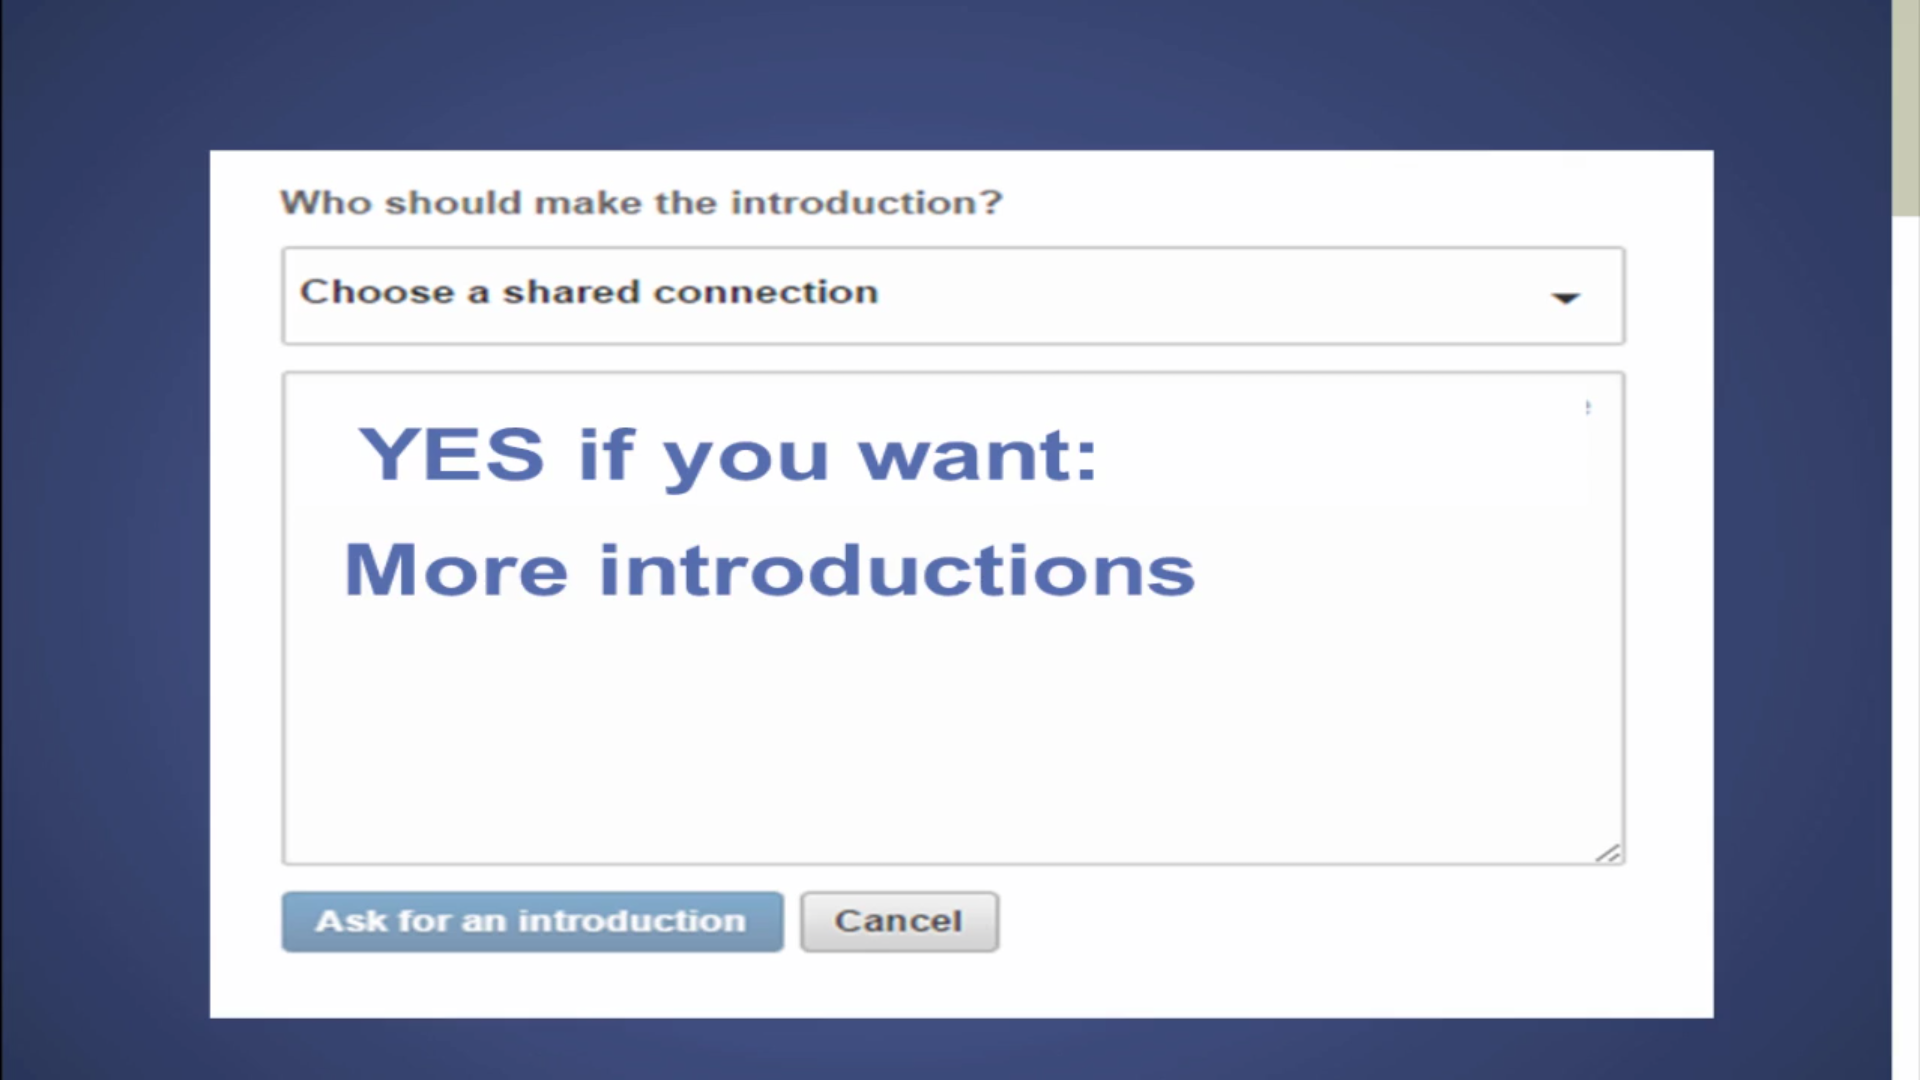 Who should make the introduction?
Choose a shared connection
YES if you want:
More introductions
Ask for an introduction
Cancel